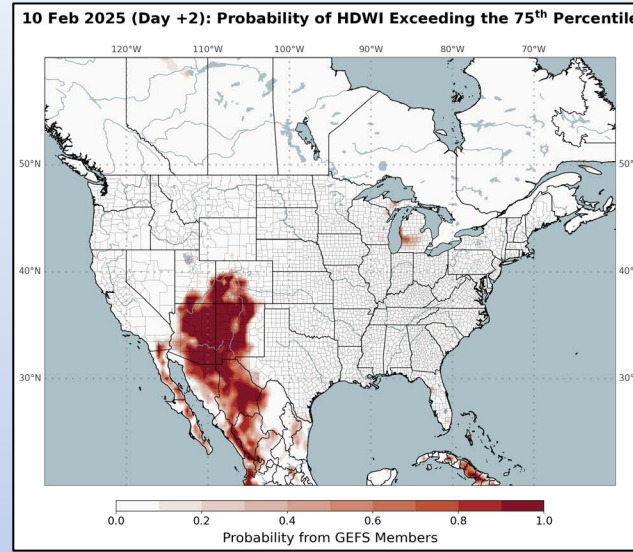 10 Feb 2025 (Day +2): Probability of HDWI Exceeding the 75th Percentile
120°W 110°W 100°W 90°W 80°W 70°W
50°N 50°
40°N 40°
30°N 30°
0.0 0.2 0.4 0.6 0.8 1.0
Probability from GEFS Members